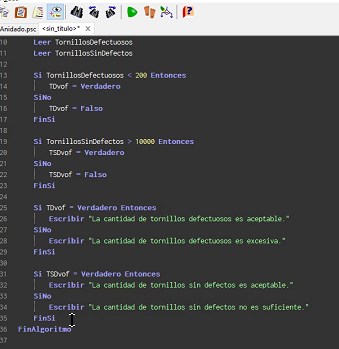 Anidado.psc <sin_titulo>*
10 Leer TornillosDefectuosos
11 Leer TornillosSinDefectos
12
13 Si TornillosDefectuosos < 200 Entonces
14 TDvof = Verdadero
15 SiNo
16 TDvof = Falso
17 FinSi
18
19 Si TornillosSinDefectos > 10000 Entonces
20 TSDvof = Verdadero
21 SiNo
22 TSDvof = Falso
23 FinSi
24
25 Si TDvof = Verdadero Entonces
26 Escribir "La cantidad de tornillos defectuosos es aceptable."
27 SiNo
28 Escribir "La cantidad de tornillos defectuosos es excesiva."
29 FinSi
30
31 Si TSDvof = Verdadero Entonces
32 Escribir "La cantidad de tornillos sin defectos es aceptable."
33 SiNo
34 Escribir "La cantidad de tornillos sin defectos no es suficiente."
35 FinSi
36 FinAlgoritmo
37